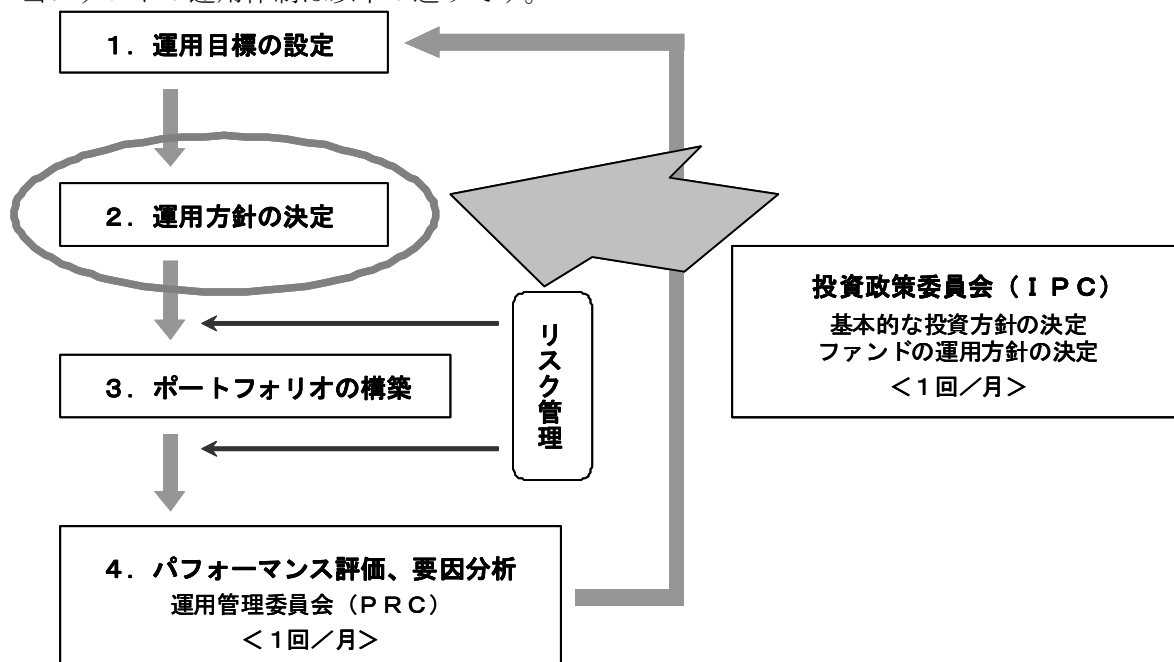 1．運用目標の設定
2．運用方針の決定
投資政策委員会（ＩＰＣ）
基本的な投資方針の決定
ファンドの運用方針の決定
＜１回／月＞
リスク管理
3．ポートフォリオの構築
4．パフォーマンス評価、要因分析
運用管理委員会（ＰＲＣ）
＜１回／月＞